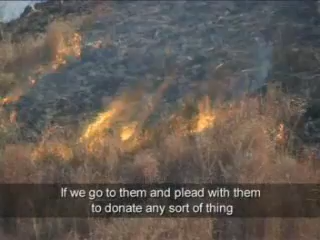 If we go to them and plead with them
to donate any sort of thing